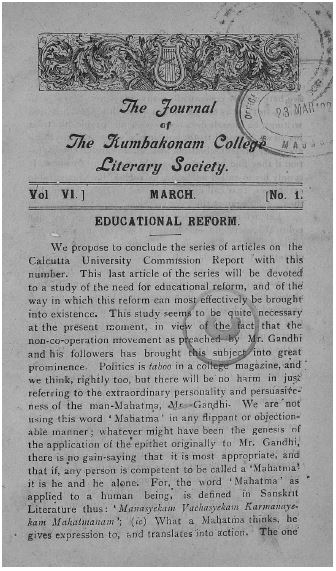 The Journal
of
The Kumbakonam College
Literary Society.
Vol VI. ] MARCH. [No. 1.
EDUCATIONAL REFORM.
We propose to conclude the series of articles on the
Calcutta University Commission Report with this
number. This last article of the series will be devoted
to a study of the need for educational reform, and of the
way in which this reform can most effectively be brought
into existence. This study seems to be quite necessary
at the present moment, in view of the fact that the
non-co-operation movement as preached by Mr. Gandhi
and his followers has brought this subject into great
prominence. Politics is taboo in a college magazine, and
we think, rightly too, but there will be no harm in just
referring to the extraordinary personality and persuasive-
ness of the man-Mahatma, Mr. Gandhi. We are not
using this word 'Mahatma' in any flippant or objection-
able manner; whatever might have been the genesis of
the application of the epithet originally to Mr. Gandhi,
there is no gain-saying that it is most appropriate, and
that if, any person is competent to be called a 'Mahatma'
it is he and he alone. For, the word 'Mahatma' as
applied to a human being, is defined in Sanskrit
Literature thus: 'Manasyekam Vachasyekam Karmanaye-
kam Mahatmanam'; (ie) What a Mahatma thinks, he
gives expression to, and translates into action. The one
23 MAR
MADRAS